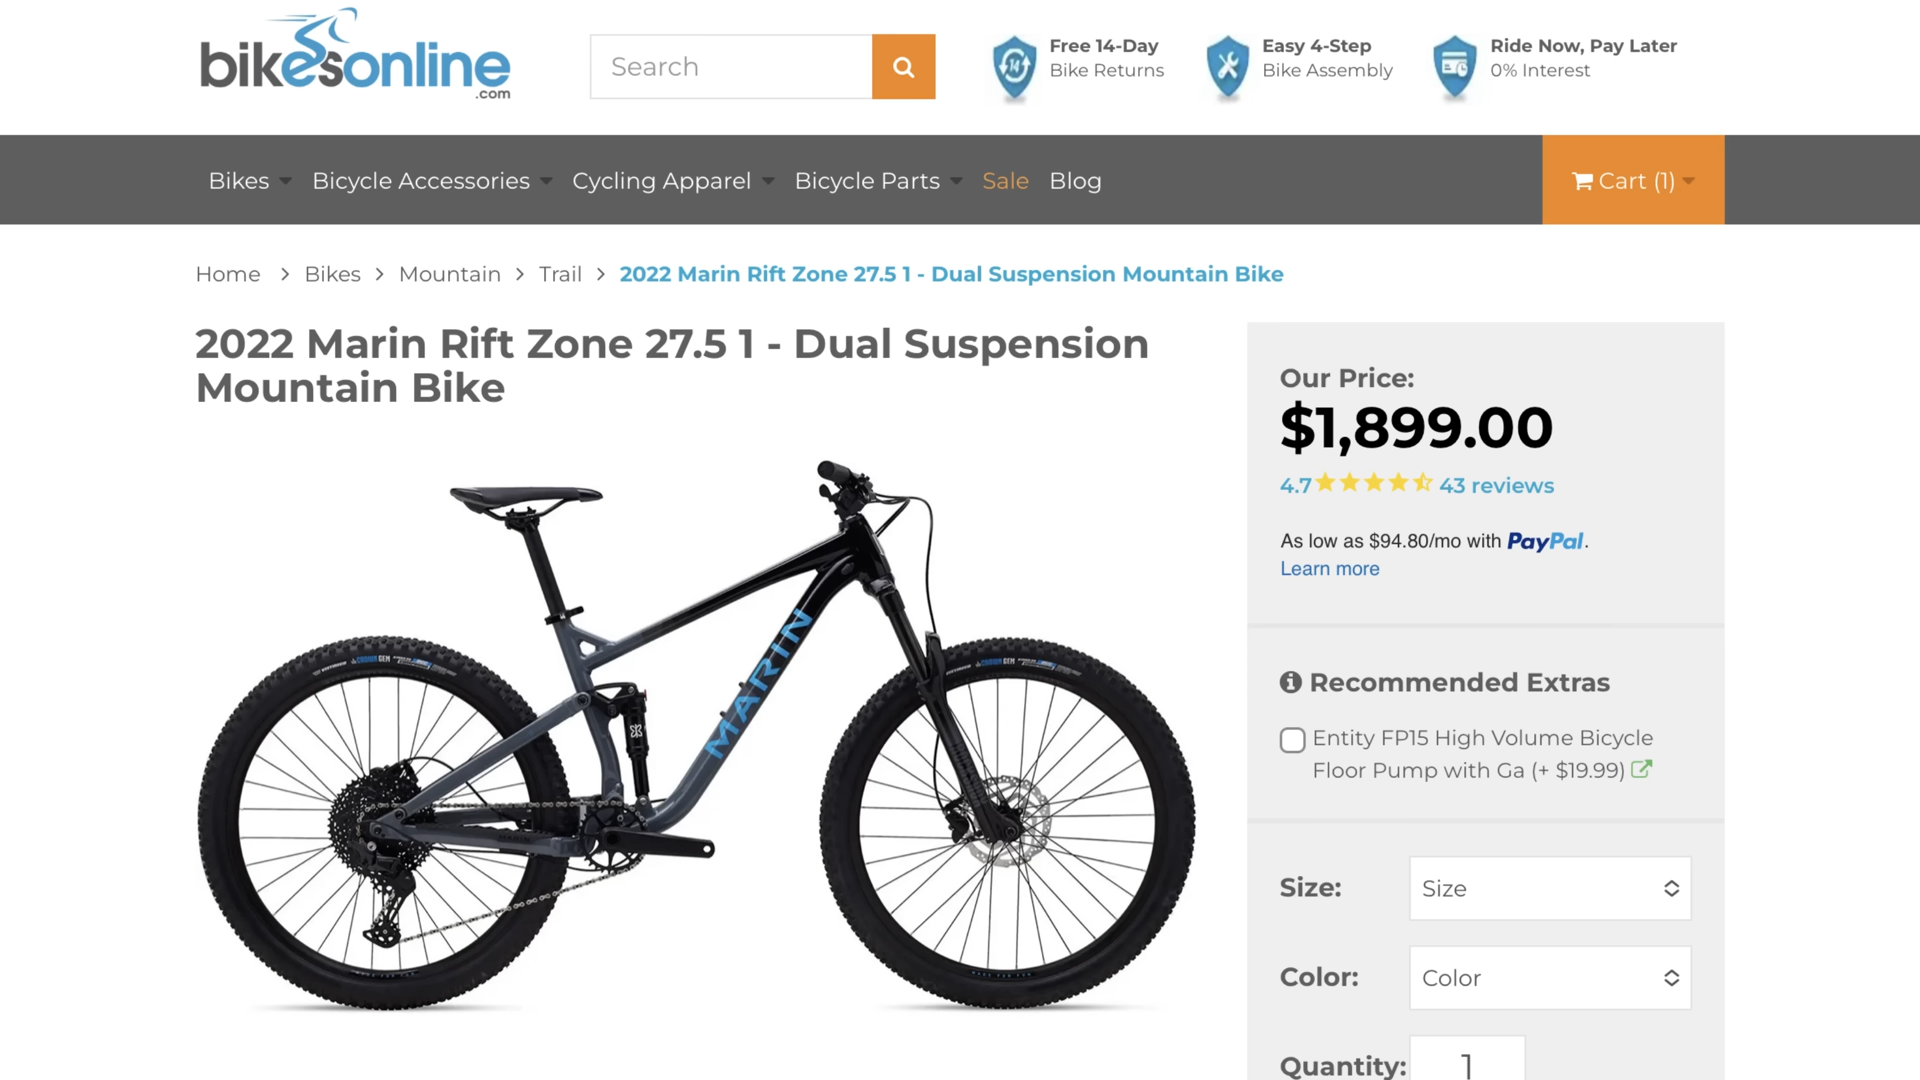 bikesonline
.com
Search
14
Free 14-Day
Bike Returns
Easy 4-Step
Bike Assembly
Ride Now, Pay Later
0% Interest
Bikes
Bicycle Accessories
Cycling Apparel
Bicycle Parts
Sale
Blog
Cart (1)
Home > Bikes > Mountain > Trail > 2022 Marin Rift Zone 27.5 1 - Dual Suspension Mountain Bike
2022 Marin Rift Zone 27.5 1 - Dual Suspension
Mountain Bike
MARIN
Our Price:
$1,899.00
4.7 43 reviews
As low as $94.80/mo with PayPal.
Learn more
Recommended Extras
Entity FP15 High Volume Bicycle
Floor Pump with Ga (+ $19.99)
Size: Size
Color: Color
Quantity: 1